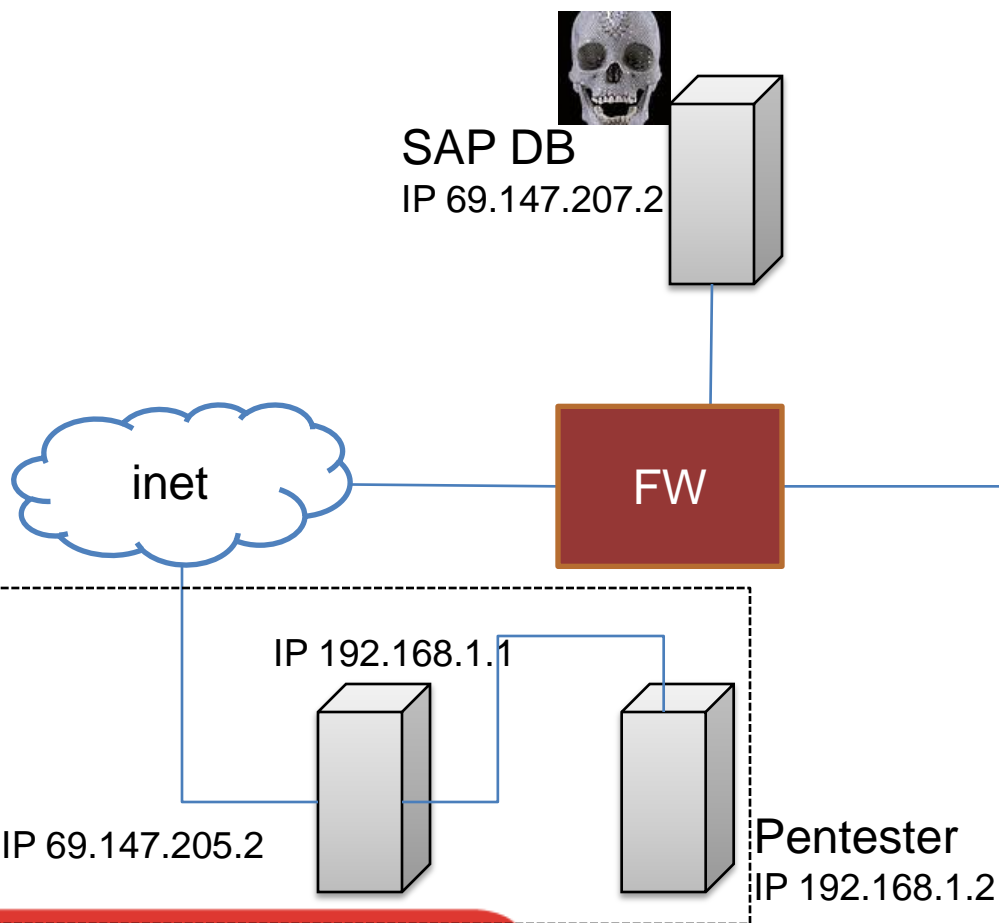 SAP DB
IP 69.147.207.2
inet
FW
IP 192.168.1.1
IP 69.147.205.2
Pentester
IP 192.168.1.2